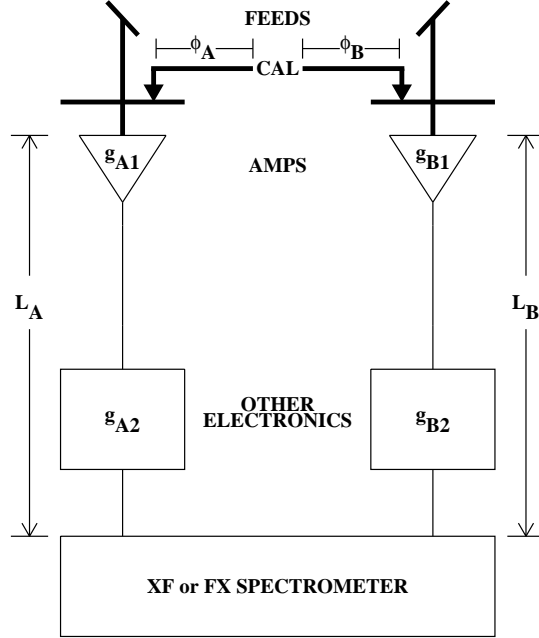 FEEDS
ϕA ϕB
CAL
gA1 gB1
AMPS
LA LB
OTHER
ELECTRONICS
gA2 gB2
XF or FX SPECTROMETER